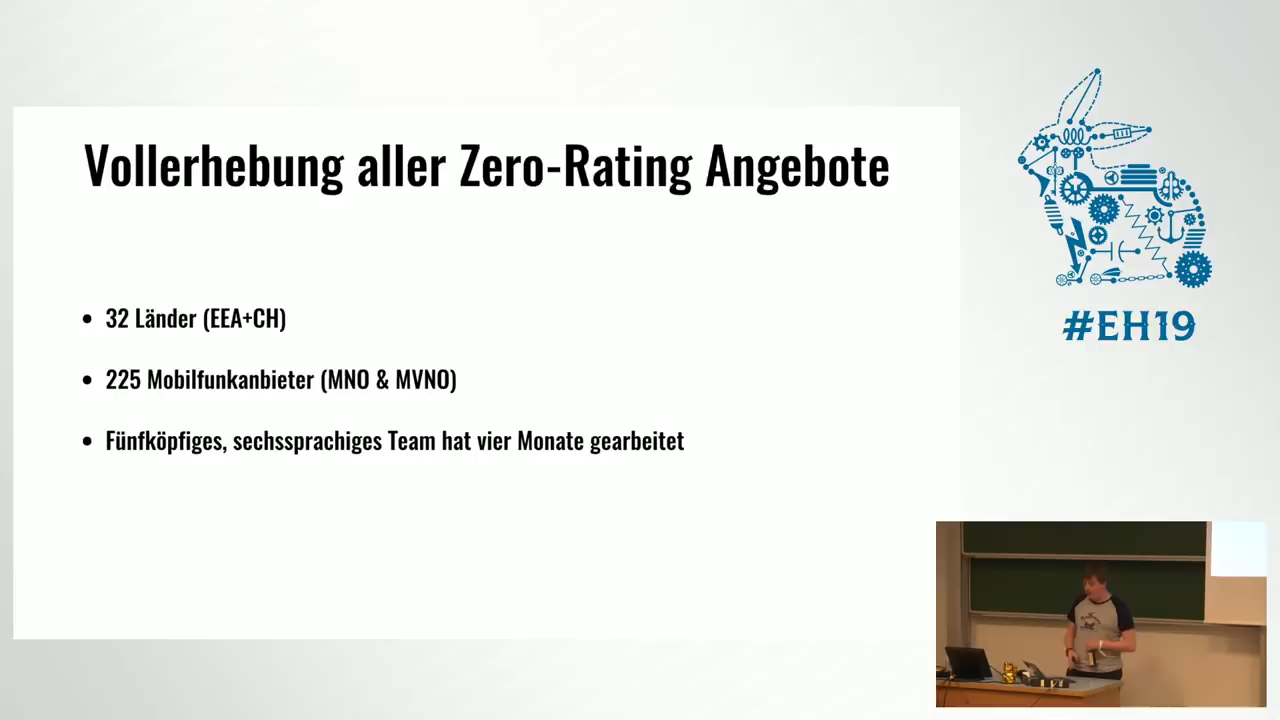 Vollerhebung aller Zero-Rating Angebote
• 32 Länder (EEA+CH)
• 225 Mobilfunkanbieter (MNO & MVNO)
• Fünfköpfiges, sechssprachiges Team hat vier Monate gearbeitet
#EH19